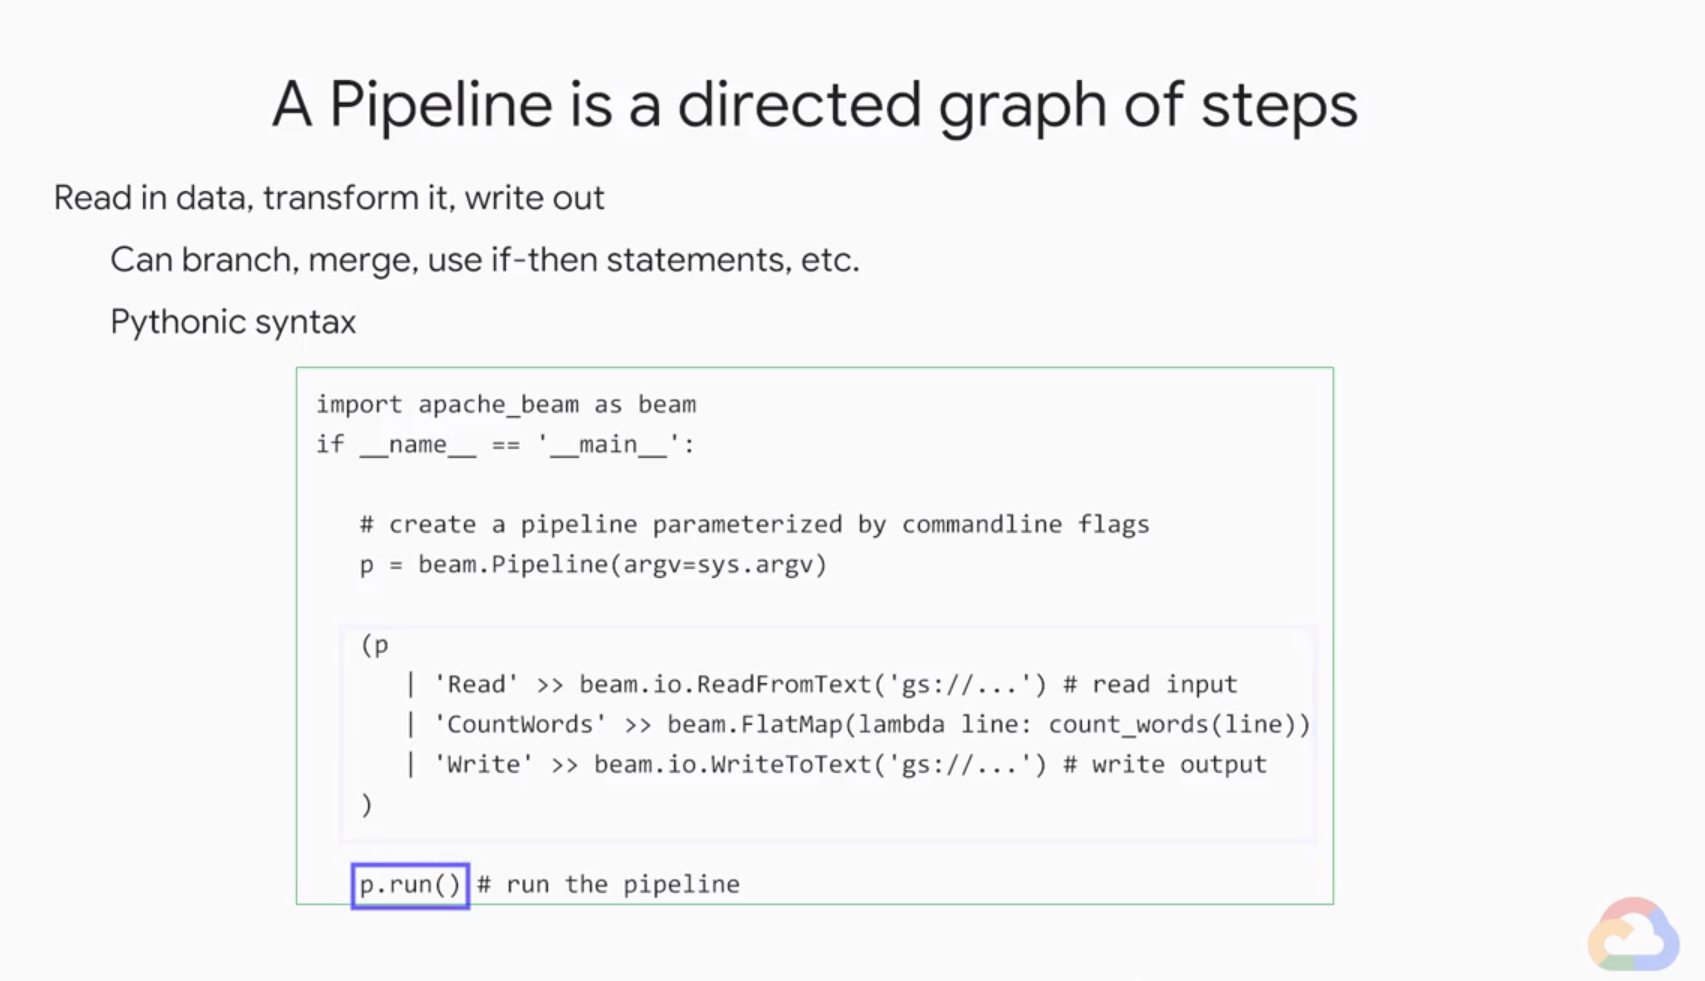 A Pipeline is a directed graph of steps
Read in data, transform it, write out
Can branch, merge, use if-then statements, etc.
Pythonic syntax
import apache_beam as beam
if __name__ == '__main__':
# create a pipeline parameterized by commandline flags
p = beam.Pipeline(argv=sys.argv)
(p
| 'Read' >> beam.io.ReadFromText('gs://...') # read input
| 'CountWords' >> beam.FlatMap(lambda line: count_words(line))
| 'Write' >> beam.io.WriteToText('gs://...') # write output
)
p.run() # run the pipeline